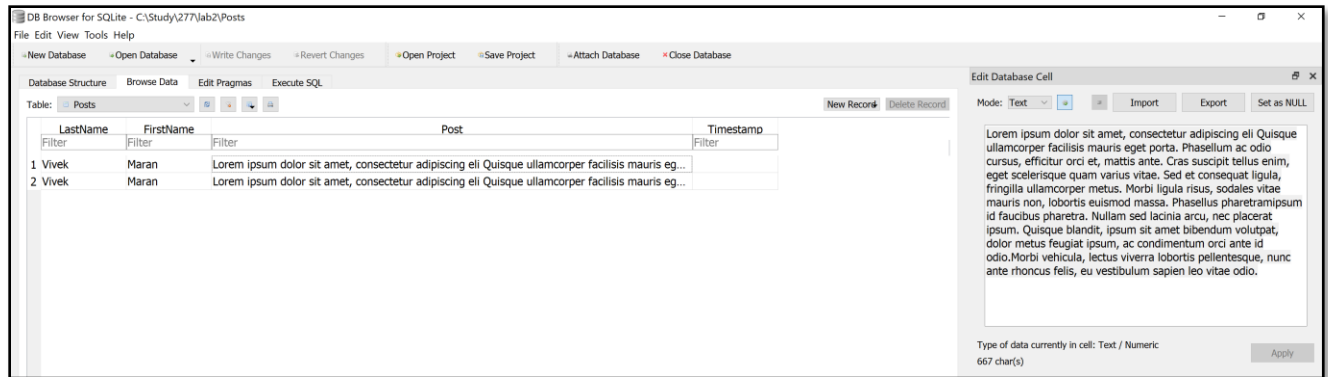 DB Browser for SQLite - C:\Study\277\lab2\Posts
File Edit View Tools Help
New Database Open Database Write Changes Revert Changes Open Project Save Project Attach Database Close Database
Database Structure Browse Data Edit Pragmas Execute SQL
Table: Posts New Record Delete Record
LastName FirstName Post Timestamp
Filter Filter Filter Filter
1 Vivek Maran Lorem ipsum dolor sit amet, consectetur adipiscing eli Quisque ullamcorper facilisis mauris eg...
2 Vivek Maran Lorem ipsum dolor sit amet, consectetur adipiscing eli Quisque ullamcorper facilisis mauris eg...
Edit Database Cell
Mode: Text Import Export Set as NULL
Lorem ipsum dolor sit amet, consectetur adipiscing eli Quisque
ullamcorper facilisis mauris eget porta. Phasellum ac odio
cursus, efficitur orci et, mattis ante. Cras suscipit tellus enim,
eget scelerisque quam varius vitae. Sed et consequat ligula,
fringilla ullamcorper metus. Morbi ligula risus, sodales vitae
mauris non, lobortis euismod massa. Phasellus pharetramipsum
id faucibus pharetra. Nullam sed lacinia arcu, nec placerat
ipsum. Quisque blandit, ipsum sit amet bibendum volutpat,
dolor metus feugiat ipsum, ac condimentum orci ante id
odio.Morbi vehicula, lectus viverra lobortis pellentesque, nunc
ante rhoncus felis, eu vestibulum sapien leo vitae odio.
Type of data currently in cell: Text / Numeric
667 char(s)
Apply